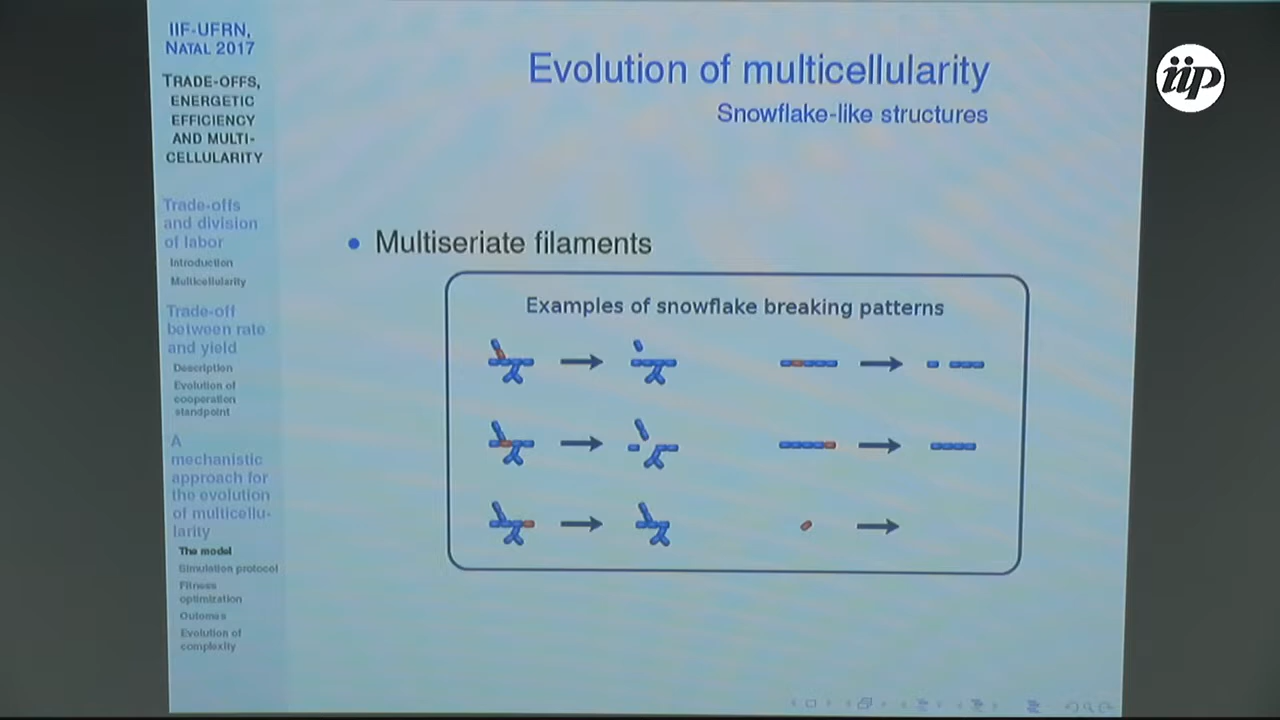 IIF-UFRN,
NATAL 2017
TRADE-OFFS,
ENERGETIC
EFFICIENCY
AND MULTI-
CELLULARITY
Trade-offs
and division
of labor
Introduction
Multicellularity
Trade-off
between rate
and yield
Description
Evolution of
cooperation
standpoint
A
mechanistic
approach for
the evolution
of multicellu-
larity
The model
Simulation protocol
Fitness
optimization
Outomes
Evolution of
complexity
Evolution of multicellularity
Snowflake-like structures
Multiseriate filaments
Examples of snowflake breaking patterns
iip